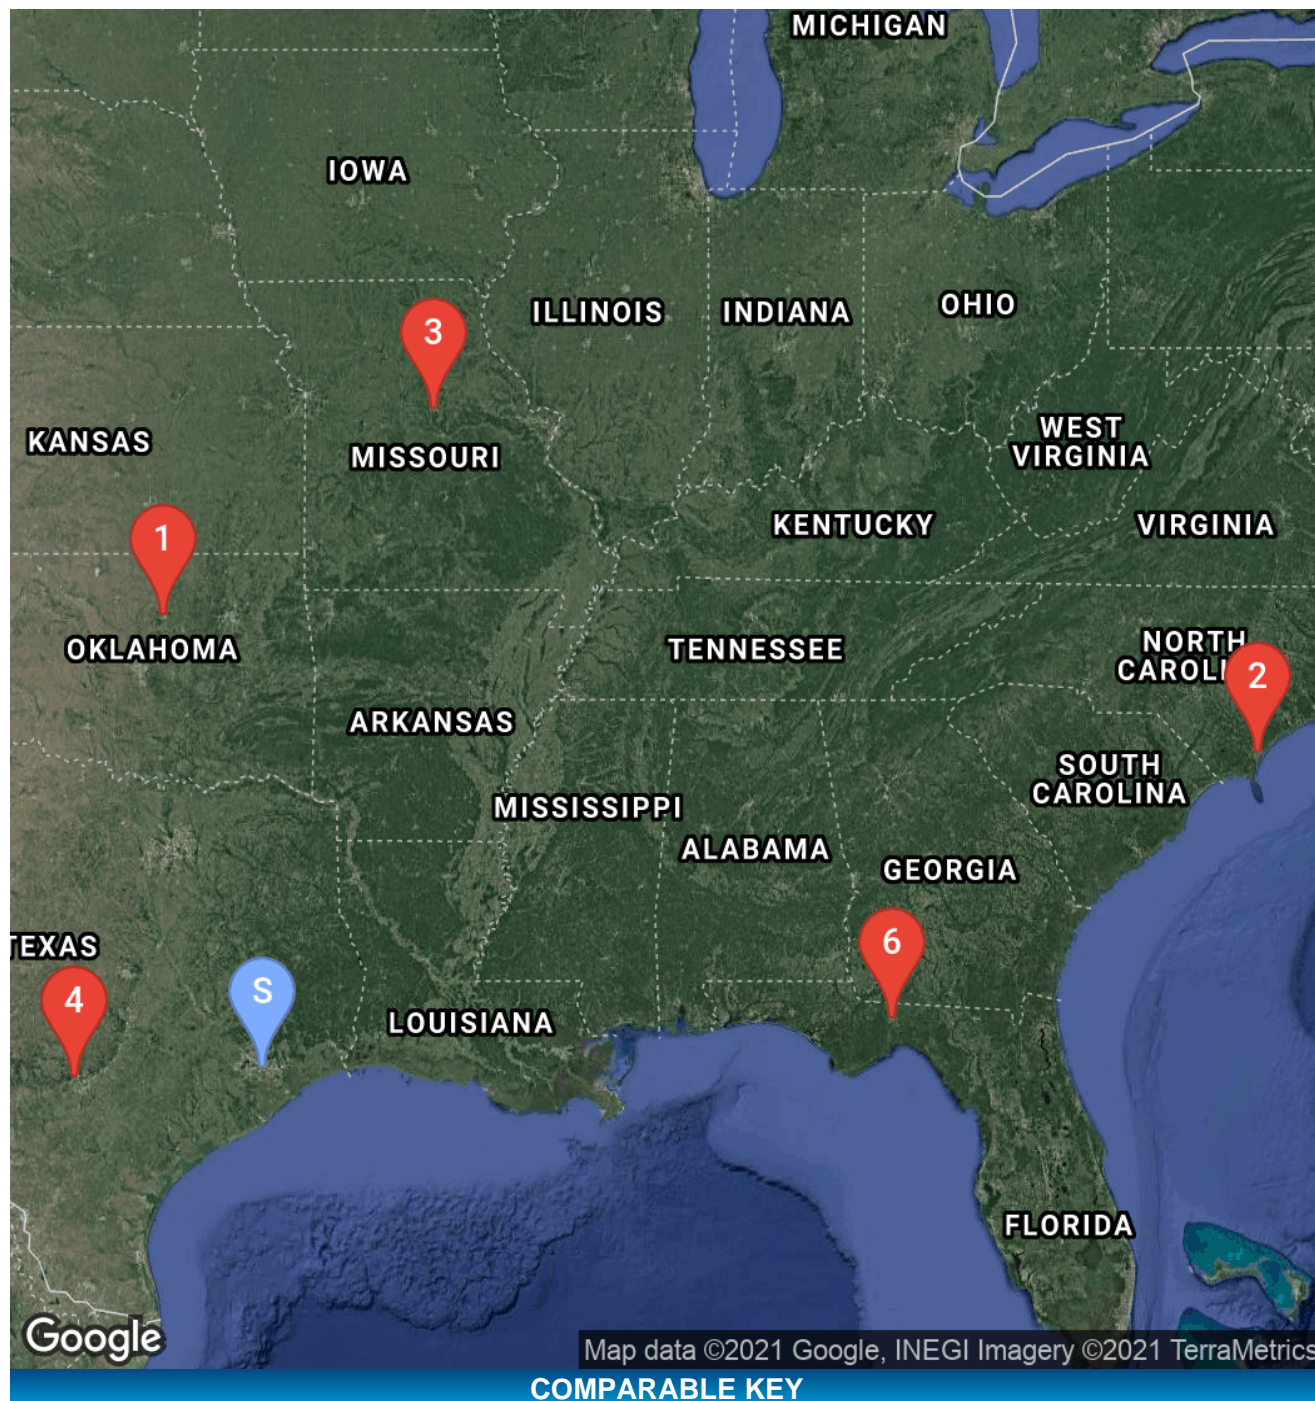 MICHIGAN
IOWA
ILLINOIS
INDIANA
OHIO
3
KANSAS
MISSOURI
WEST
VIRGINIA
KENTUCKY
VIRGINIA
1
OKLAHOMA
TENNESSEE
NORTH
CAROLI
2
ARKANSAS
SOUTH
CAROLINA
MISSISSIPPI
ALABAMA
GEORGIA
TEXAS
6
4
S
LOUISIANA
FLORIDA
Google
Map data ©2021 Google, INEGI Imagery ©2021 TerraMetrics
COMPARABLE KEY